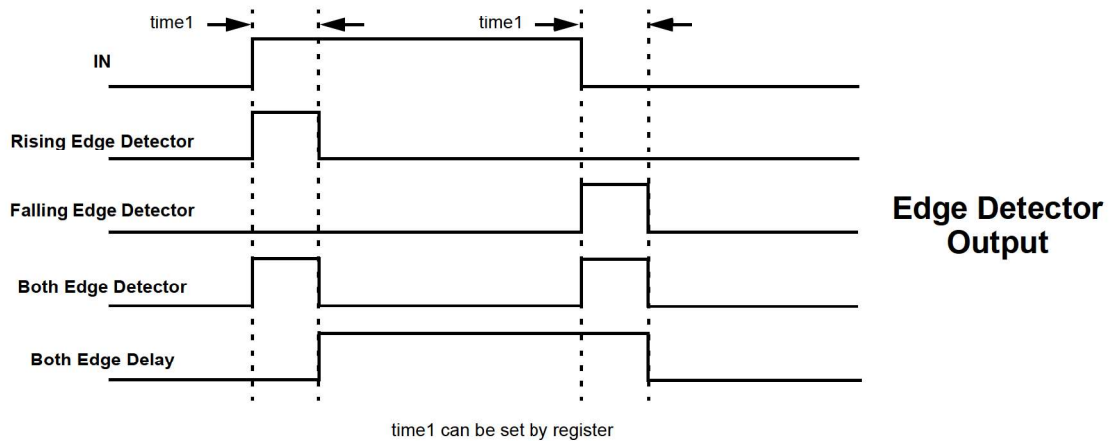 time1
time1
IN
Rising Edge Detector
Falling Edge Detector
Edge Detector
Output
Both Edge Detector
Both Edge Delay
time1 can be set by register